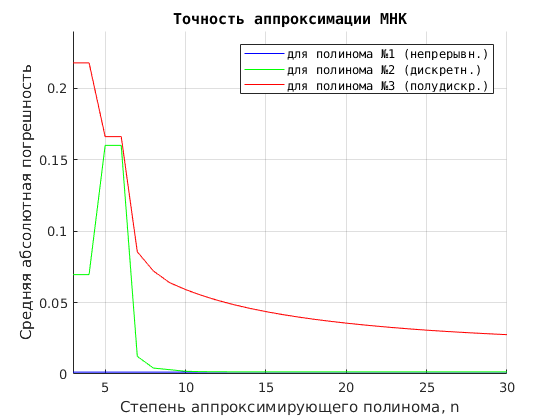 Точность аппроксимации МНК
для полинома №1 (непрерывн.)
для полинома №2 (дискретн.)
для полинома №3 (полудискр.)
Средняя абсолютная погрешность
0.2
0.15
0.1
0.05
0
5
10
15
20
25
30
Степень аппроксимирующего полинома, n